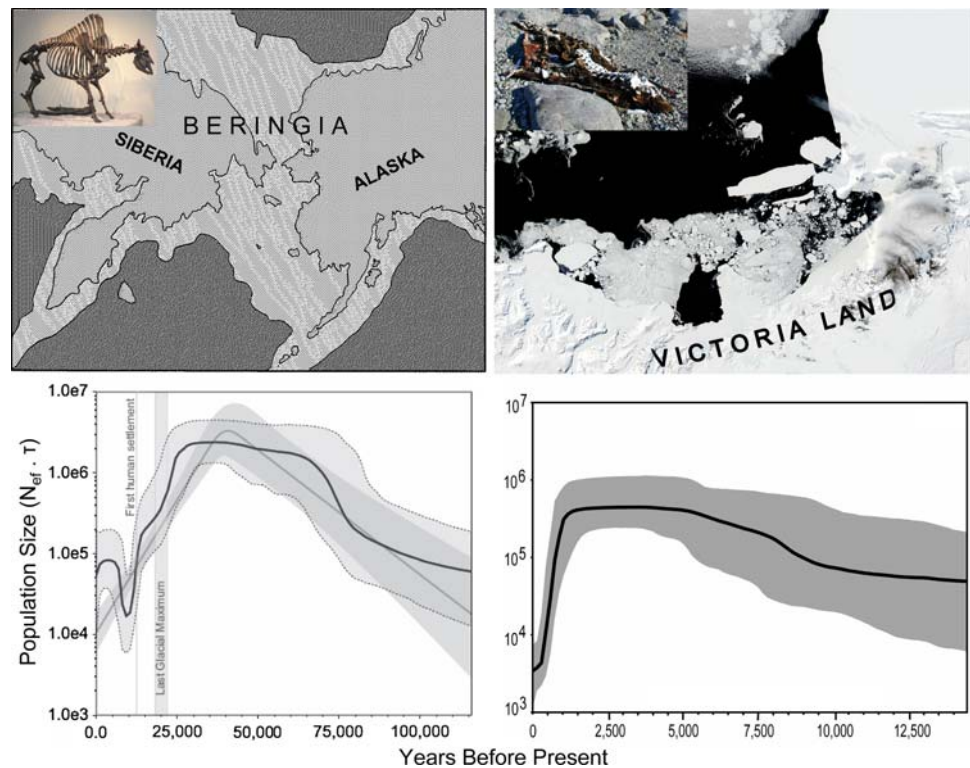 BERINGIA
SIBERIA
ALASKA
VICTORIA LAND
Population Size (Nef · τ)
1.0e7
1.0e6
1.0e5
1.0e4
1.0e3
First human settlement
Last Glacial Maximum
0.0 25,000 50,000 75,000 100,000
10⁷
10⁶
10⁵
10⁴
10³
0 2,500 5,000 7,500 10,000 12,500
Years Before Present